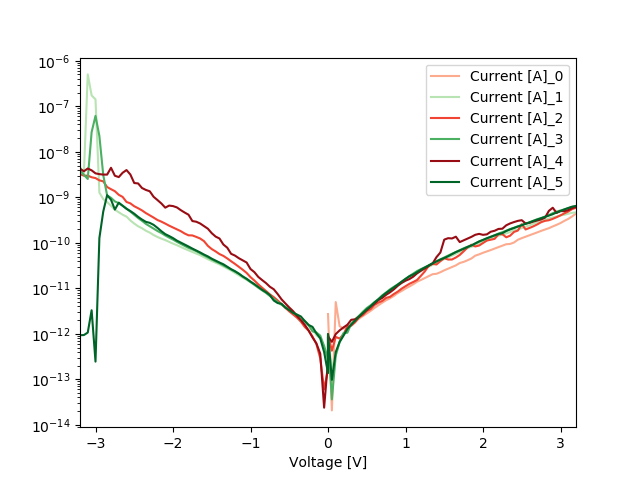 10⁻⁶
10⁻⁷
10⁻⁸
10⁻⁹
10⁻¹⁰
10⁻¹¹
10⁻¹²
10⁻¹³
10⁻¹⁴
Current [A]_0
Current [A]_1
Current [A]_2
Current [A]_3
Current [A]_4
Current [A]_5
−3 −2 −1 0 1 2 3
Voltage [V]